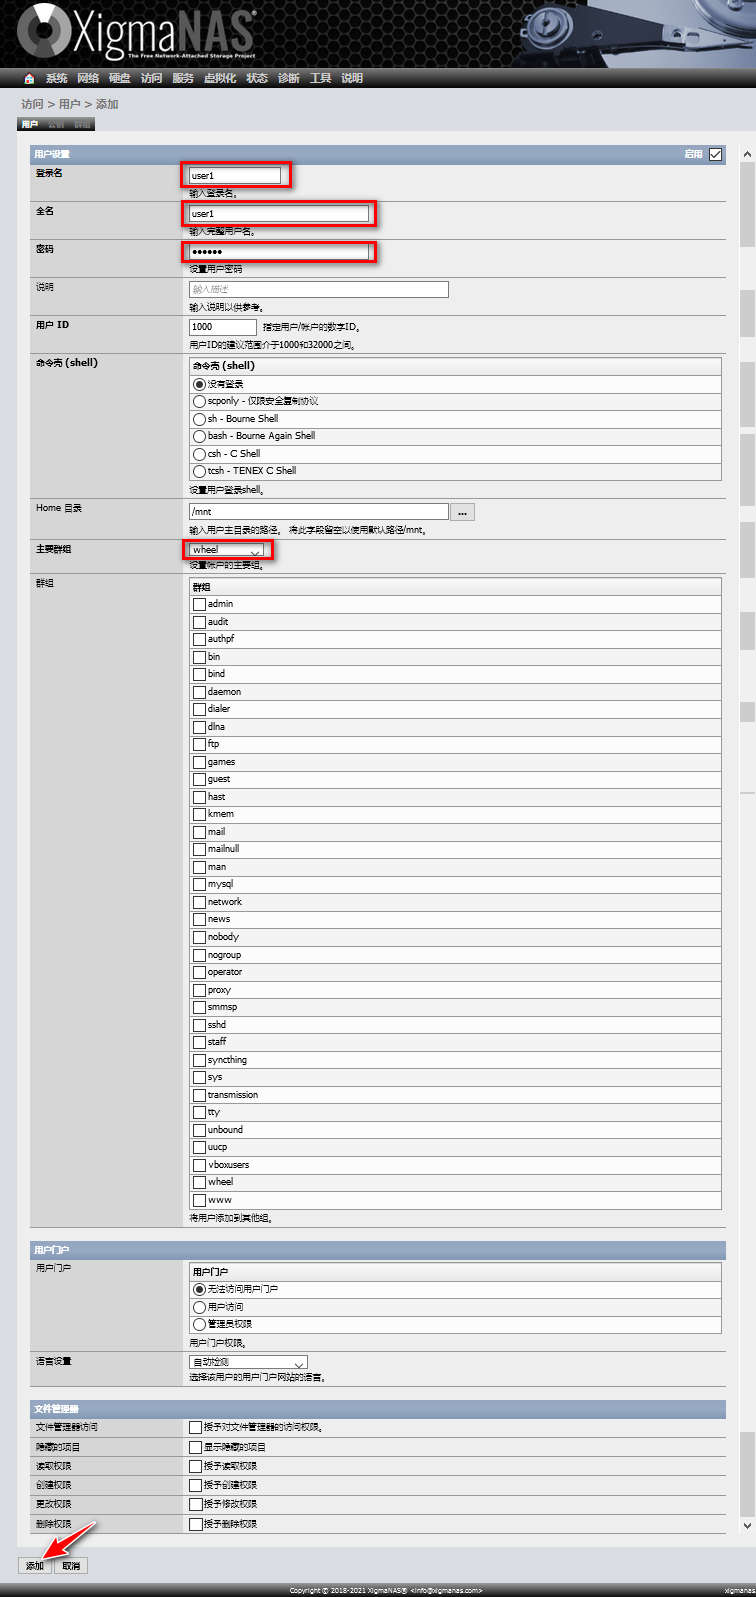 XigmaNAS®
The Free Network-Attached Storage Project
系统 网络 硬盘 访问 服务 虚拟化 状态 诊断 工具 说明
访问 > 用户 > 添加
用户 公钥 群组
用户设置 启用
登录名 user1
输入登录名。
全名 user1
输入完整用户名。
密码 ••••••
设置用户密码
说明 输入描述
输入说明以供参考。
用户 ID 1000 指定用户/帐户的数字ID。
用户ID的建议范围介于1000和32000之间。
命令壳 (shell) 命令壳 (shell)
没有登录
scponly - 仅限安全复制协议
sh - Bourne Shell
bash - Bourne Again Shell
csh - C Shell
tcsh - TENEX C Shell
设置用户登录shell。
Home 目录 /mnt ...
输入用户主目录的路径。 将此字段留空以使用默认路径/mnt。
主要群组 wheel
设置帐户的主要组。
群组 群组
admin
audit
authpf
bin
bind
daemon
dialer
dlna
ftp
games
guest
hast
kmem
mail
mailnull
man
mysql
network
news
nobody
nogroup
operator
proxy
smmsp
sshd
staff
syncthing
sys
transmission
tty
unbound
uucp
vboxusers
wheel
www
将用户添加到其他组。
用户门户
用户门户 用户门户
无法访问用户门户
用户访问
管理员权限
用户门户权限。
语言设置 自动检测
选择该用户的用户门户网站的语言。
文件管理器
文件管理器访问 授予对文件管理器的访问权限。
隐藏的项目 显示隐藏的项目
读取权限 授予读取权限
创建权限 授予创建权限
更改权限 授予修改权限
删除权限 授予删除权限
添加 取消
Copyright © 2018-2021 XigmaNAS® <info@xigmanas.com> xigmanas